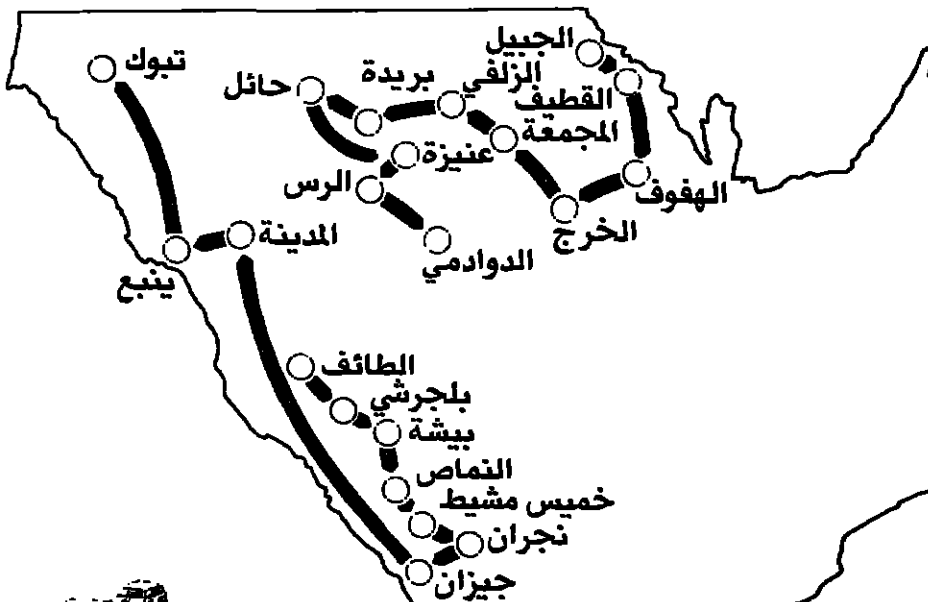 الجبيل
تبوك
القطيف
الزلفي
بريدة
حائل
المجمعة
عنيزة
الرس
الهفوف
الخرج
المدينة
الدوادمي
ينبع
الطائف
بلجرشي
بيشة
النماص
خميس مشيط
نجران
جيزان